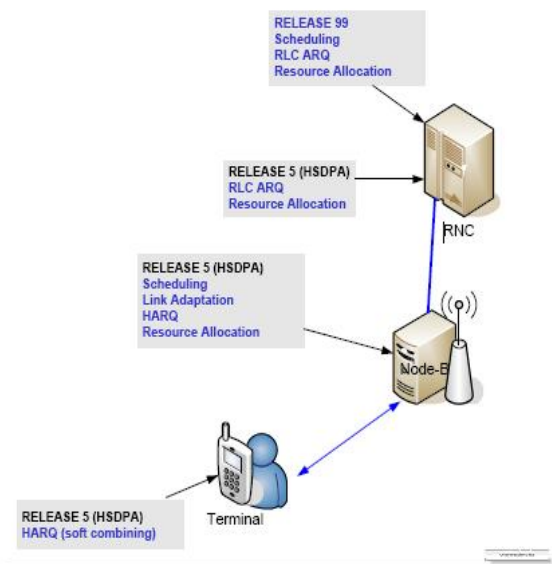 RELEASE 99
Scheduling
RLC ARQ
Resource Allocation
RELEASE 5 (HSDPA)
RLC ARQ
Resource Allocation
RNC
RELEASE 5 (HSDPA)
Scheduling
Link Adaptation
HARQ
Resource Allocation
Node-B
RELEASE 5 (HSDPA)
HARQ (soft combining)
Terminal